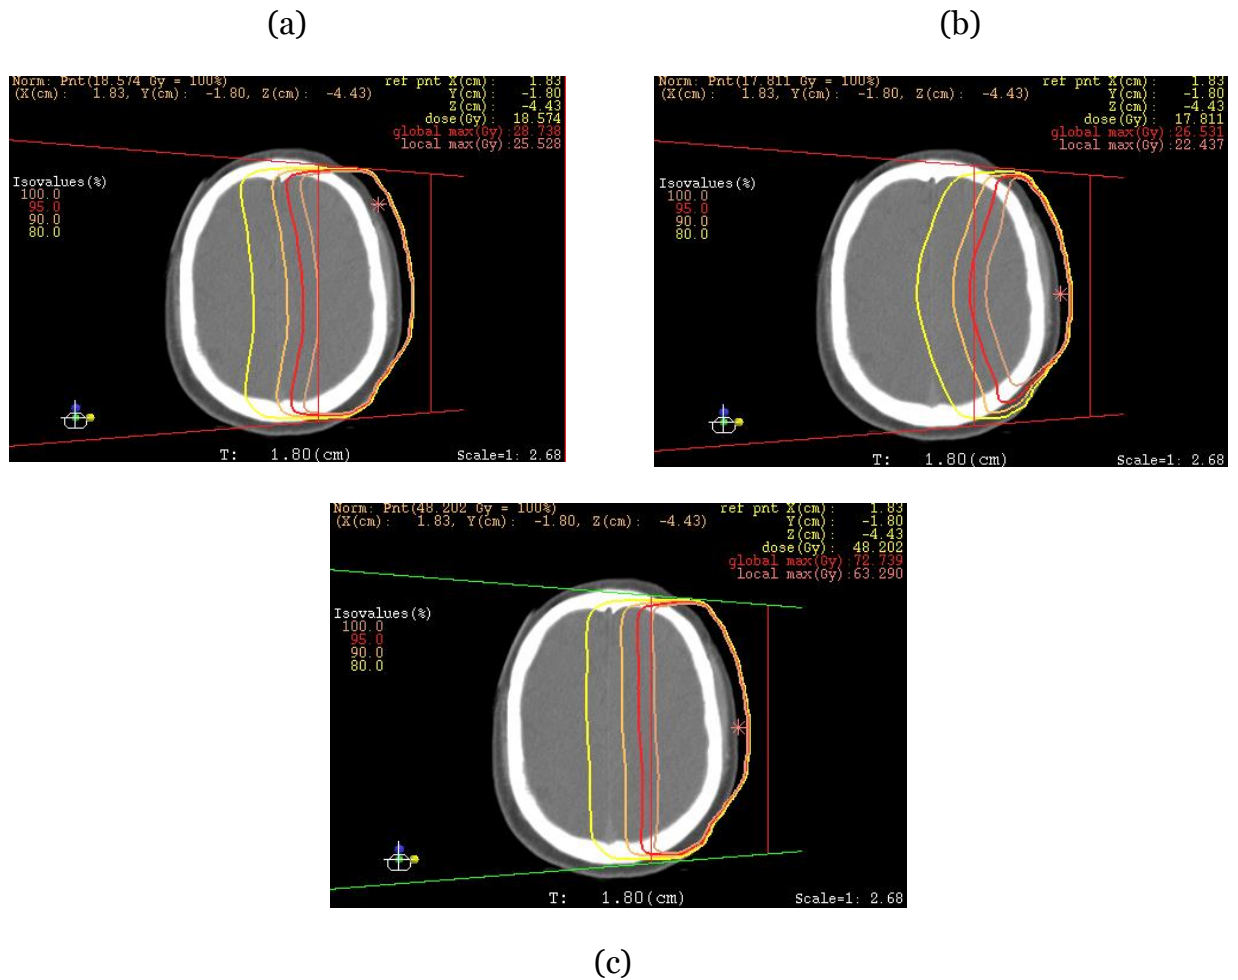 (a)
(b)
Norm: Pnt(18.574 Gy = 100%)
(X(cm): 1.83, Y(cm): -1.80, Z(cm): -4.43)
ref pnt X(cm): 1.83
Y(cm): -1.80
Z(cm): -4.43
dose(Gy): 18.574
global max(Gy):28.738
local max(Gy):25.528
Isovalues(%)
100.0
95.0
90.0
80.0
T: 1.80(cm)
Scale=1: 2.68
Norm: Pnt(17.811 Gy = 100%)
(X(cm): 1.83, Y(cm): -1.80, Z(cm): -4.43)
ref pnt X(cm): 1.83
Y(cm): -1.80
Z(cm): -4.43
dose(Gy): 17.811
global max(Gy):26.531
local max(Gy):22.437
Isovalues(%)
100.0
95.0
90.0
80.0
T: 1.80(cm)
Scale=1: 2.68
Norm: Pnt(48.202 Gy = 100%)
(X(cm): 1.83, Y(cm): -1.80, Z(cm): -4.43)
ref pnt X(cm): 1.83
Y(cm): -1.80
Z(cm): -4.43
dose(Gy): 48.202
global max(Gy):72.739
local max(Gy):63.290
Isovalues(%)
100.0
95.0
90.0
80.0
T: 1.80(cm)
Scale=1: 2.68
(c)